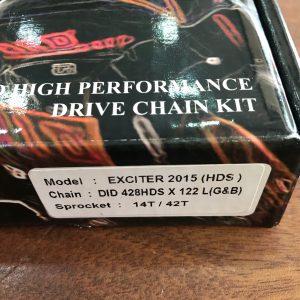 HIGH PERFORMANCE
DRIVE CHAIN KIT
Model : EXCITER 2015 (HDS )
Chain : DID 428HDS X 122 L(G&B)
Sprocket : 14T / 42T